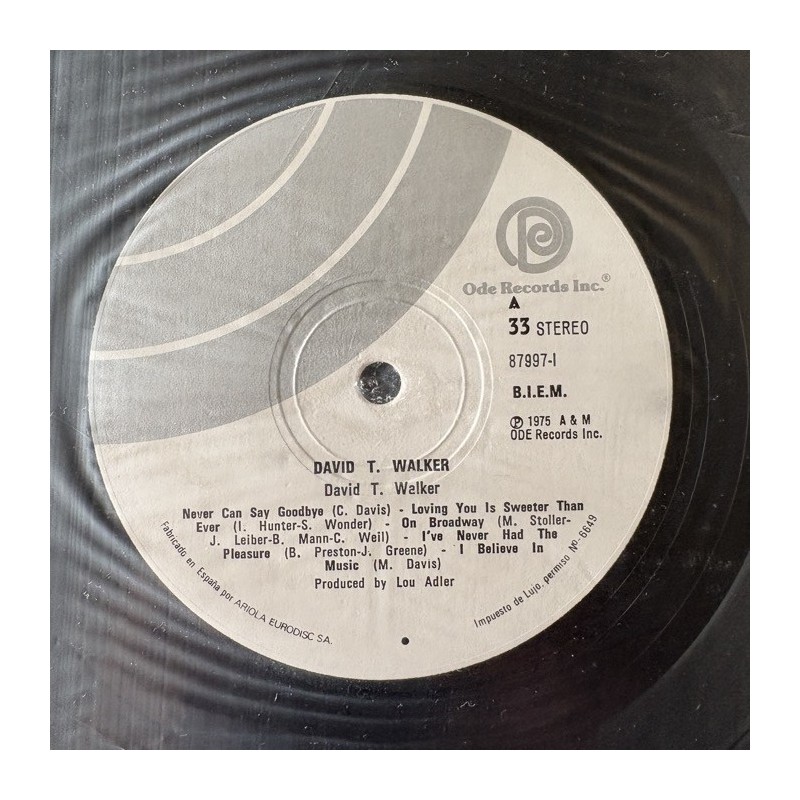 Ode Records Inc.®
A
33 STEREO
87997-I
B.I.E.M.
Ⓟ 1975 A & M
ODE Records Inc.
DAVID T. WALKER
David T. Walker
Never Can Say Goodbye (C. Davis) - Loving You Is Sweeter Than
Ever (I. Hunter-S. Wonder) - On Broadway (M. Stoller-
J. Leiber-B. Mann-C. Weil) - I've Never Had The
Pleasure (B. Preston-J. Greene) - I Believe In
Music (M. Davis)
Produced by Lou Adler
Fabricado en España por ARIOLA EURODISC S.A.
Impuesto de Lujo, permiso Nº 6649